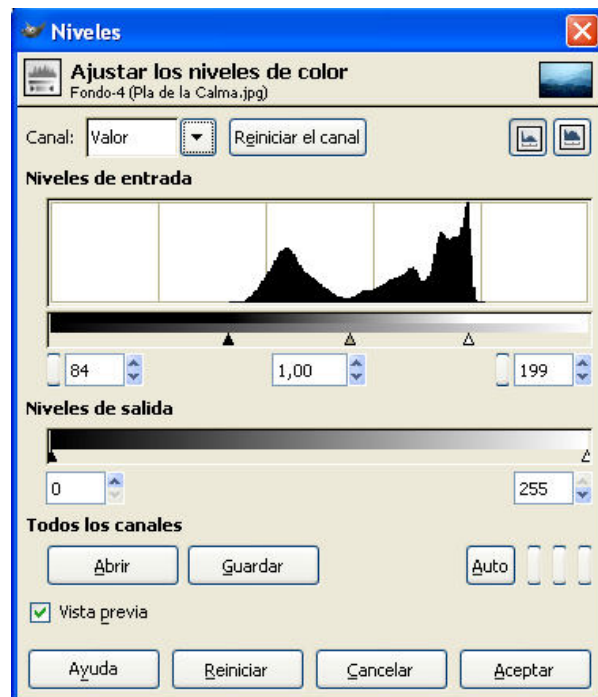 Niveles
Ajustar los niveles de color
Fondo-4 (Pla de la Calma.jpg)
Canal: Valor Reiniciar el canal
Niveles de entrada
84 1,00 199
Niveles de salida
0 255
Todos los canales
Abrir Guardar Auto
Vista previa
Ayuda Reiniciar Cancelar Aceptar